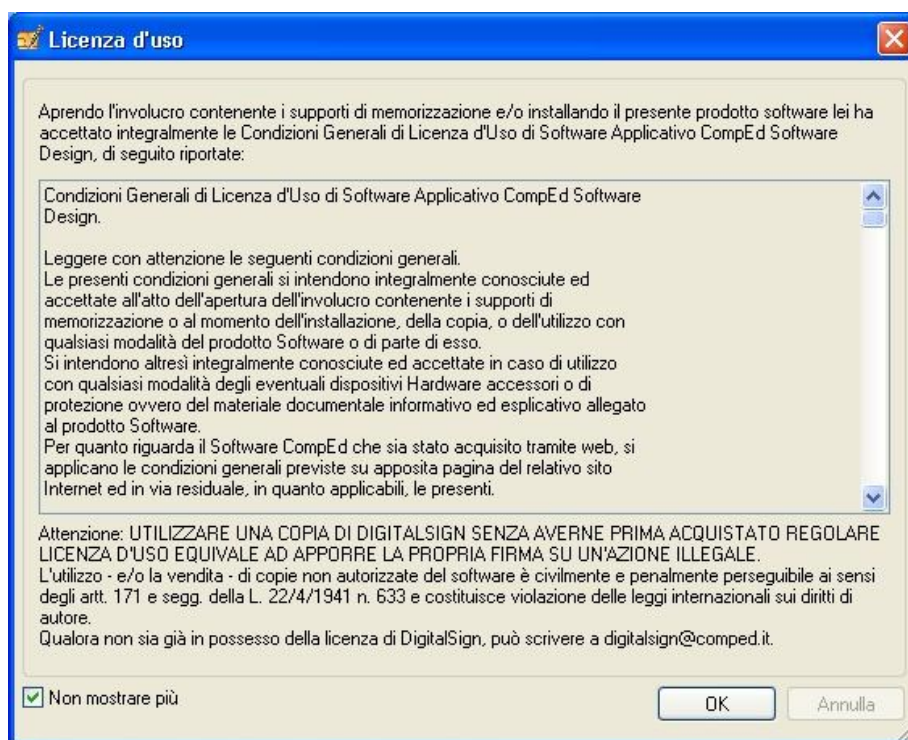 Licenza d'uso
Aprendo l'involucro contenente i supporti di memorizzazione e/o installando il presente prodotto software lei ha
accettato integralmente le Condizioni Generali di Licenza d'Uso di Software Applicativo CompEd Software
Design, di seguito riportate:
Condizioni Generali di Licenza d'Uso di Software Applicativo CompEd Software
Design.
Leggere con attenzione le seguenti condizioni generali.
Le presenti condizioni generali si intendono integralmente conosciute ed
accettate all'atto dell'apertura dell'involucro contenente i supporti di
memorizzazione o al momento dell'installazione, della copia, o dell'utilizzo con
qualsiasi modalità del prodotto Software o di parte di esso.
Si intendono altresì integralmente conosciute ed accettate in caso di utilizzo
con qualsiasi modalità degli eventuali dispositivi Hardware accessori o di
protezione ovvero del materiale documentale informativo ed esplicativo allegato
al prodotto Software.
Per quanto riguarda il Software CompEd che sia stato acquisito tramite web, si
applicano le condizioni generali previste su apposita pagina del relativo sito
Internet ed in via residuale, in quanto applicabili, le presenti.
Attenzione: UTILIZZARE UNA COPIA DI DIGITALSIGN SENZA AVERNE PRIMA ACQUISTATO REGOLARE
LICENZA D'USO EQUIVALE AD APPORRE LA PROPRIA FIRMA SU UN'AZIONE ILLEGALE.
L'utilizzo - e/o la vendita - di copie non autorizzate del software è civilmente e penalmente perseguibile ai sensi
degli artt. 171 e segg. della L. 22/4/1941 n. 633 e costituisce violazione delle leggi internazionali sui diritti di
autore.
Qualora non sia già in possesso della licenza di DigitalSign, può scrivere a digitalsign@comped.it.
Non mostrare più
OK
Annulla